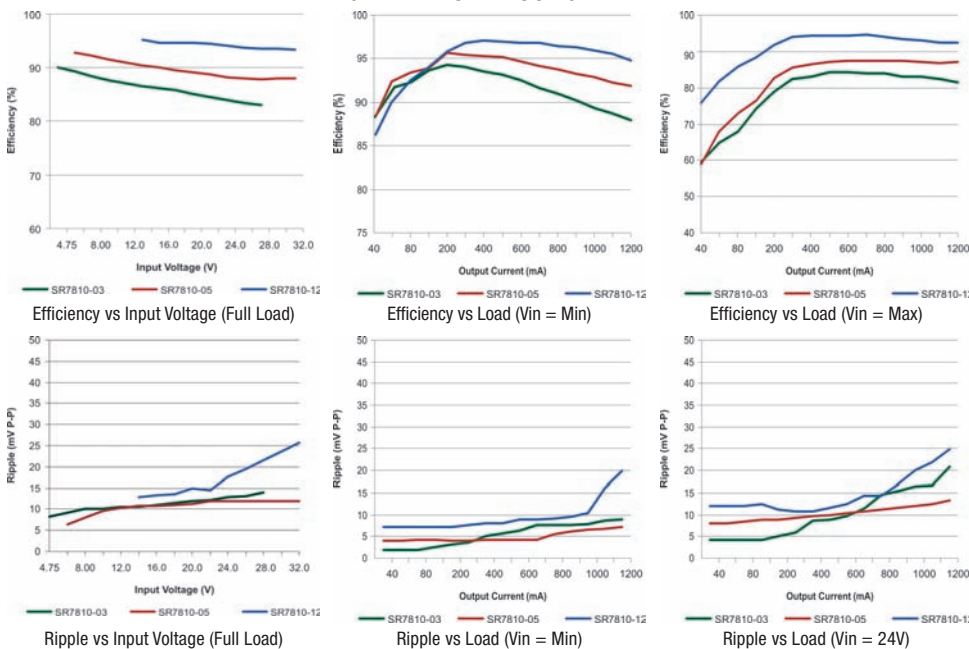 100
90
80
70
60
Efficiency (%)
4.75 8.00 12.0 16.0 20.0 24.0 28.0 32.0
Input Voltage (V)
SR7810-03 SR7810-05 SR7810-12
Efficiency vs Input Voltage (Full Load)
100
95
90
85
80
75
Efficiency (%)
40 80 200 400 600 800 1000 1200
Output Current (mA)
SR7810-03 SR7810-05 SR7810-12
Efficiency vs Load (Vin = Min)
100
90
80
70
60
50
40
Efficiency (%)
40 80 200 400 600 800 1000 1200
Output Current (mA)
SR7810-03 SR7810-05 SR7810-12
Efficiency vs Load (Vin = Max)
50
45
40
35
30
25
20
15
10
5
0
Ripple (mV P-P)
4.75 8.00 12.0 16.0 20.0 24.0 28.0 32.0
Input Voltage (V)
SR7810-03 SR7810-05 SR7810-12
Ripple vs Input Voltage (Full Load)
50
45
40
35
30
25
20
15
10
5
0
Ripple (mV P-P)
40 80 200 400 600 800 1000 1200
Output Current (mA)
SR7810-03 SR7810-05 SR7810-12
Ripple vs Load (Vin = Min)
50
45
40
35
30
25
20
15
10
5
0
Ripple (mV P-P)
40 80 200 400 600 800 1000 1200
Output Current (mA)
SR7810-03 SR7810-05 SR7810-12
Ripple vs Load (Vin = 24V)